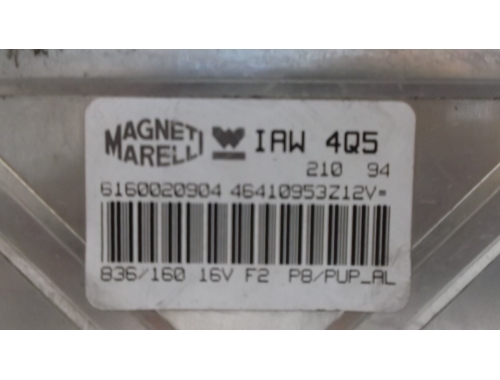 MAGNETI MARELLI W IAW 4Q5
210 94
6160020904 46410953Z12V=
836/160 16V F2 P8/PUP_AL